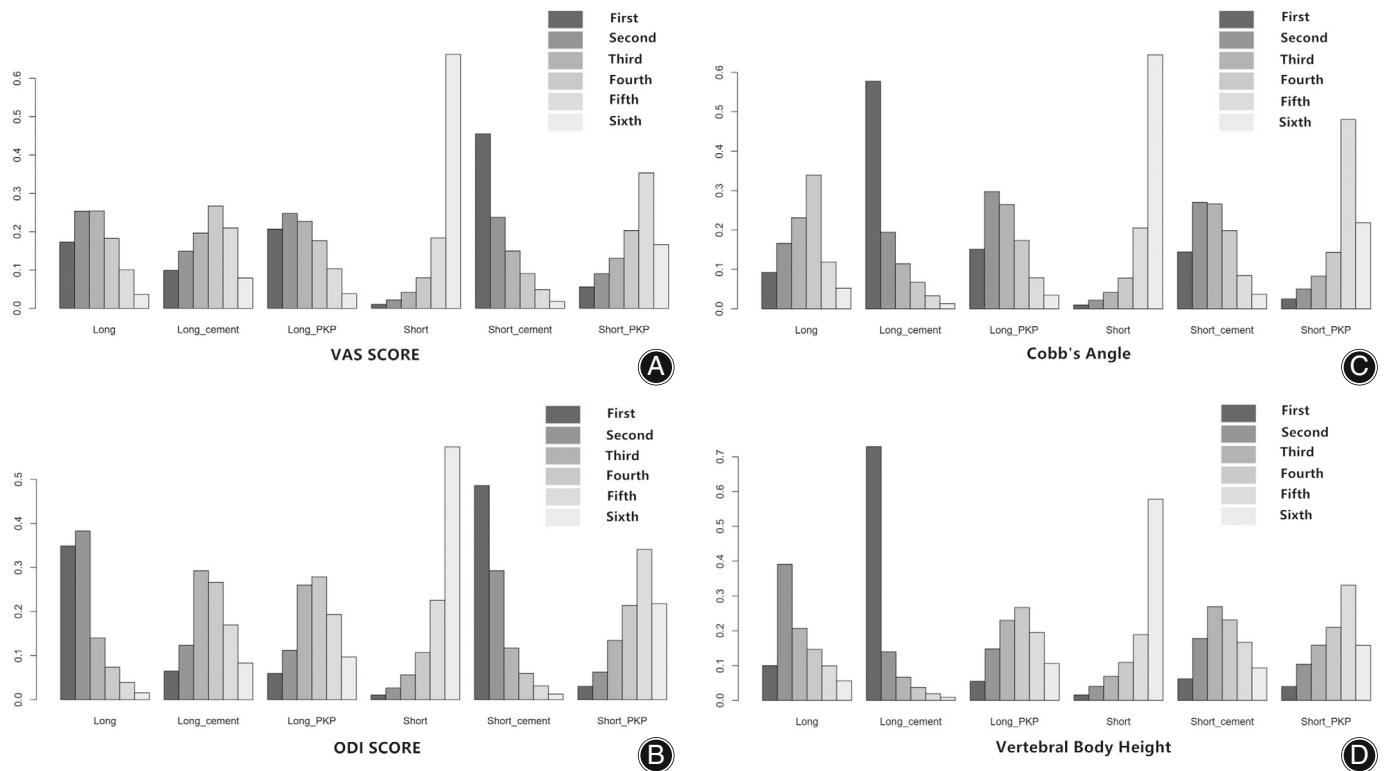 First
Second
Third
Fourth
Fifth
Sixth
0.6
0.5
0.4
0.3
0.2
0.1
0.0
Long Long_cement Long_PKP Short Short_cement Short_PKP
VAS SCORE
A
First
Second
Third
Fourth
Fifth
Sixth
0.6
0.5
0.4
0.3
0.2
0.1
0.0
Long Long_cement Long_PKP Short Short_cement Short_PKP
Cobb's Angle
C
First
Second
Third
Fourth
Fifth
Sixth
0.5
0.4
0.3
0.2
0.1
0.0
Long Long_cement Long_PKP Short Short_cement Short_PKP
ODI SCORE
B
First
Second
Third
Fourth
Fifth
Sixth
0.7
0.6
0.5
0.4
0.3
0.2
0.1
0.0
Long Long_cement Long_PKP Short Short_cement Short_PKP
Vertebral Body Height
D